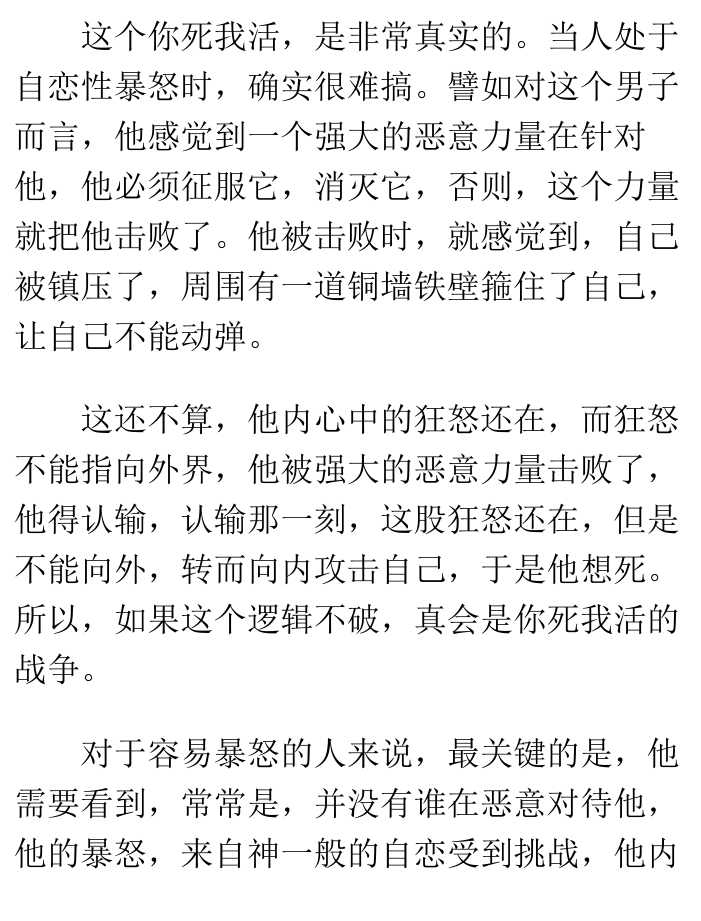 这个你死我活，是非常真实的。当人处于
自恋性暴怒时，确实很难搞。譬如对这个男子
而言，他感觉到一个强大的恶意力量在针对
他，他必须征服它，消灭它，否则，这个力量
就把他击败了。他被击败时，就感觉到，自己
被镇压了，周围有一道铜墙铁壁箍住了自己，
让自己不能动弹。
这还不算，他内心中的狂怒还在，而狂怒
不能指向外界，他被强大的恶意力量击败了，
他得认输，认输那一刻，这股狂怒还在，但是
不能向外，转而向内攻击自己，于是他想死。
所以，如果这个逻辑不破，真会是你死我活的
战争。
对于容易暴怒的人来说，最关键的是，他
需要看到，常常是，并没有谁在恶意对待他，
他的暴怒，来自神一般的自恋受到挑战，他内